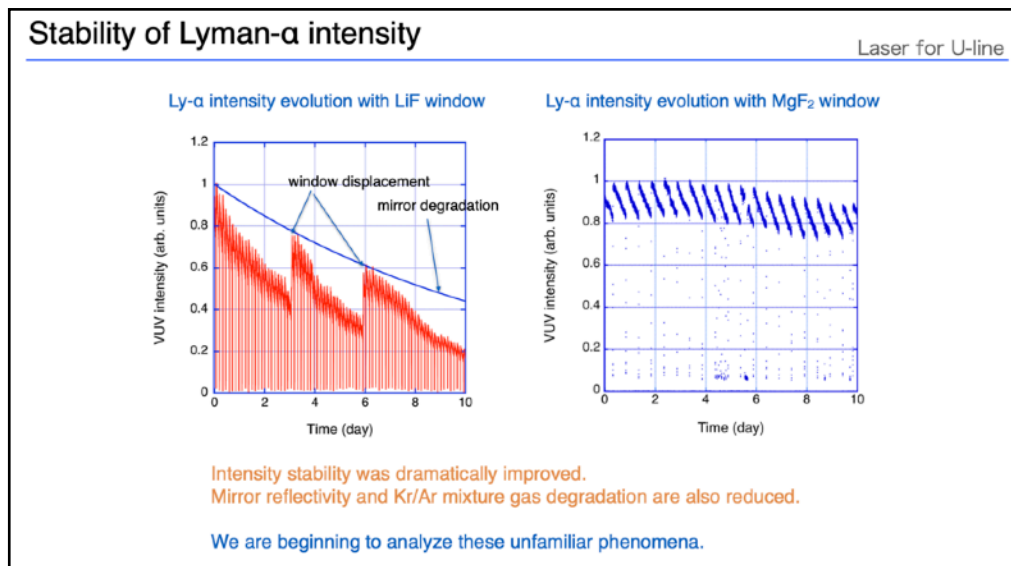 Stability of Lyman-α intensity
Laser for U-line
Ly-α intensity evolution with LiF window
Ly-α intensity evolution with MgF₂ window
1.2
1
0.8
0.6
0.4
0.2
0
VUV intensity (arb. units)
window displacement
mirror degradation
0 2 4 6 8 10
Time (day)
1.2
1
0.8
0.6
0.4
0.2
0
VUV intensity (arb. units)
0 2 4 6 8 10
Time (day)
Intensity stability was dramatically improved.
Mirror reflectivity and Kr/Ar mixture gas degradation are also reduced.
We are beginning to analyze these unfamiliar phenomena.